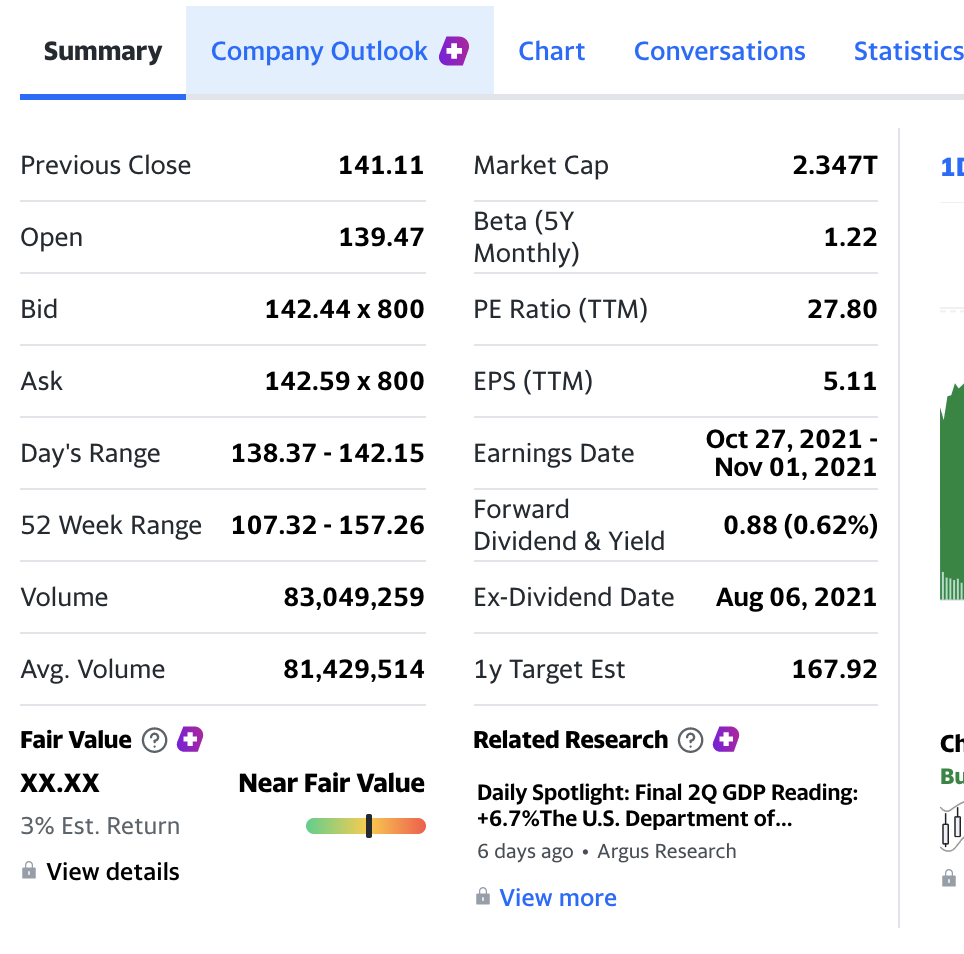 Summary
Company Outlook
Chart
Conversations
Statistics
Previous Close 141.11
Open 139.47
Bid 142.44 x 800
Ask 142.59 x 800
Day's Range 138.37 - 142.15
52 Week Range 107.32 - 157.26
Volume 83,049,259
Avg. Volume 81,429,514
Fair Value ?
XX.XX Near Fair Value
3% Est. Return
View details
Market Cap 2.347T
Beta (5Y
Monthly) 1.22
PE Ratio (TTM) 27.80
EPS (TTM) 5.11
Earnings Date Oct 27, 2021 -
Nov 01, 2021
Forward
Dividend & Yield 0.88 (0.62%)
Ex-Dividend Date Aug 06, 2021
1y Target Est 167.92
Related Research ?
Daily Spotlight: Final 2Q GDP Reading:
+6.7%The U.S. Department of...
6 days ago • Argus Research
View more
1D
Ch
Bu